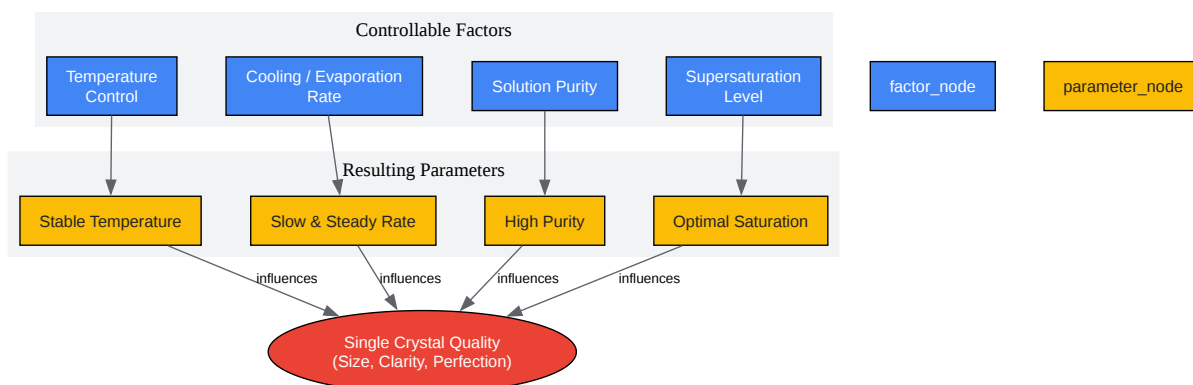 Controllable Factors
Temperature
Control
Cooling / Evaporation
Rate
Solution Purity
Supersaturation
Level
factor_node
parameter_node
Resulting Parameters
Stable Temperature
Slow & Steady Rate
High Purity
Optimal Saturation
influences
influences
influences
influences
Single Crystal Quality
(Size, Clarity, Perfection)